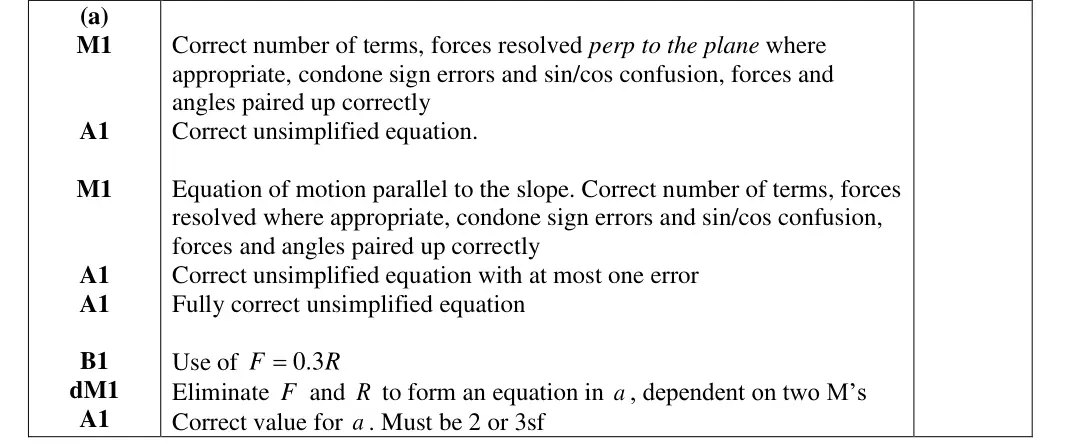 (a)
M1 Correct number of terms, forces resolved perp to the plane where
appropriate, condone sign errors and sin/cos confusion, forces and
angles paired up correctly
A1 Correct unsimplified equation.
M1 Equation of motion parallel to the slope. Correct number of terms, forces
resolved where appropriate, condone sign errors and sin/cos confusion,
forces and angles paired up correctly
A1 Correct unsimplified equation with at most one error
A1 Fully correct unsimplified equation
B1 Use of F = 0.3R
dM1 Eliminate F and R to form an equation in a, dependent on two M's
A1 Correct value for a. Must be 2 or 3sf